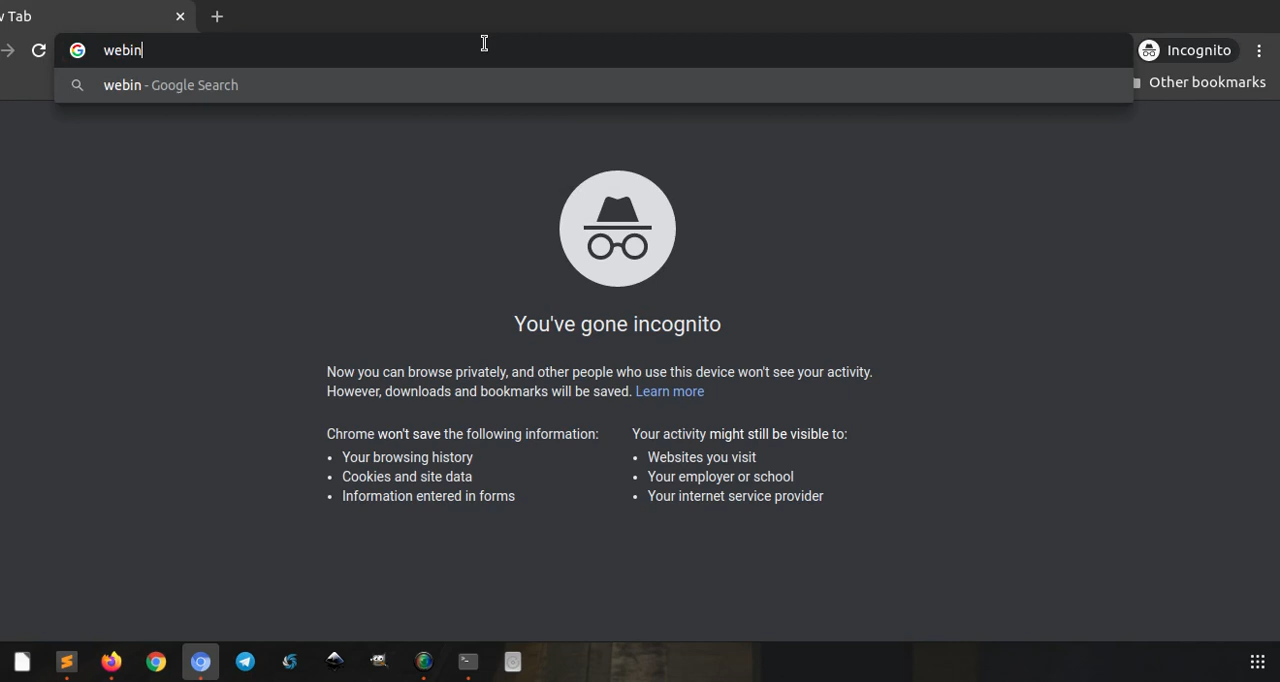 w Tab
webin
Incognito
webin - Google Search
Other bookmarks
You've gone incognito
Now you can browse privately, and other people who use this device won't see your activity.
However, downloads and bookmarks will be saved. Learn more
Chrome won't save the following information:
• Your browsing history
• Cookies and site data
• Information entered in forms
Your activity might still be visible to:
• Websites you visit
• Your employer or school
• Your internet service provider